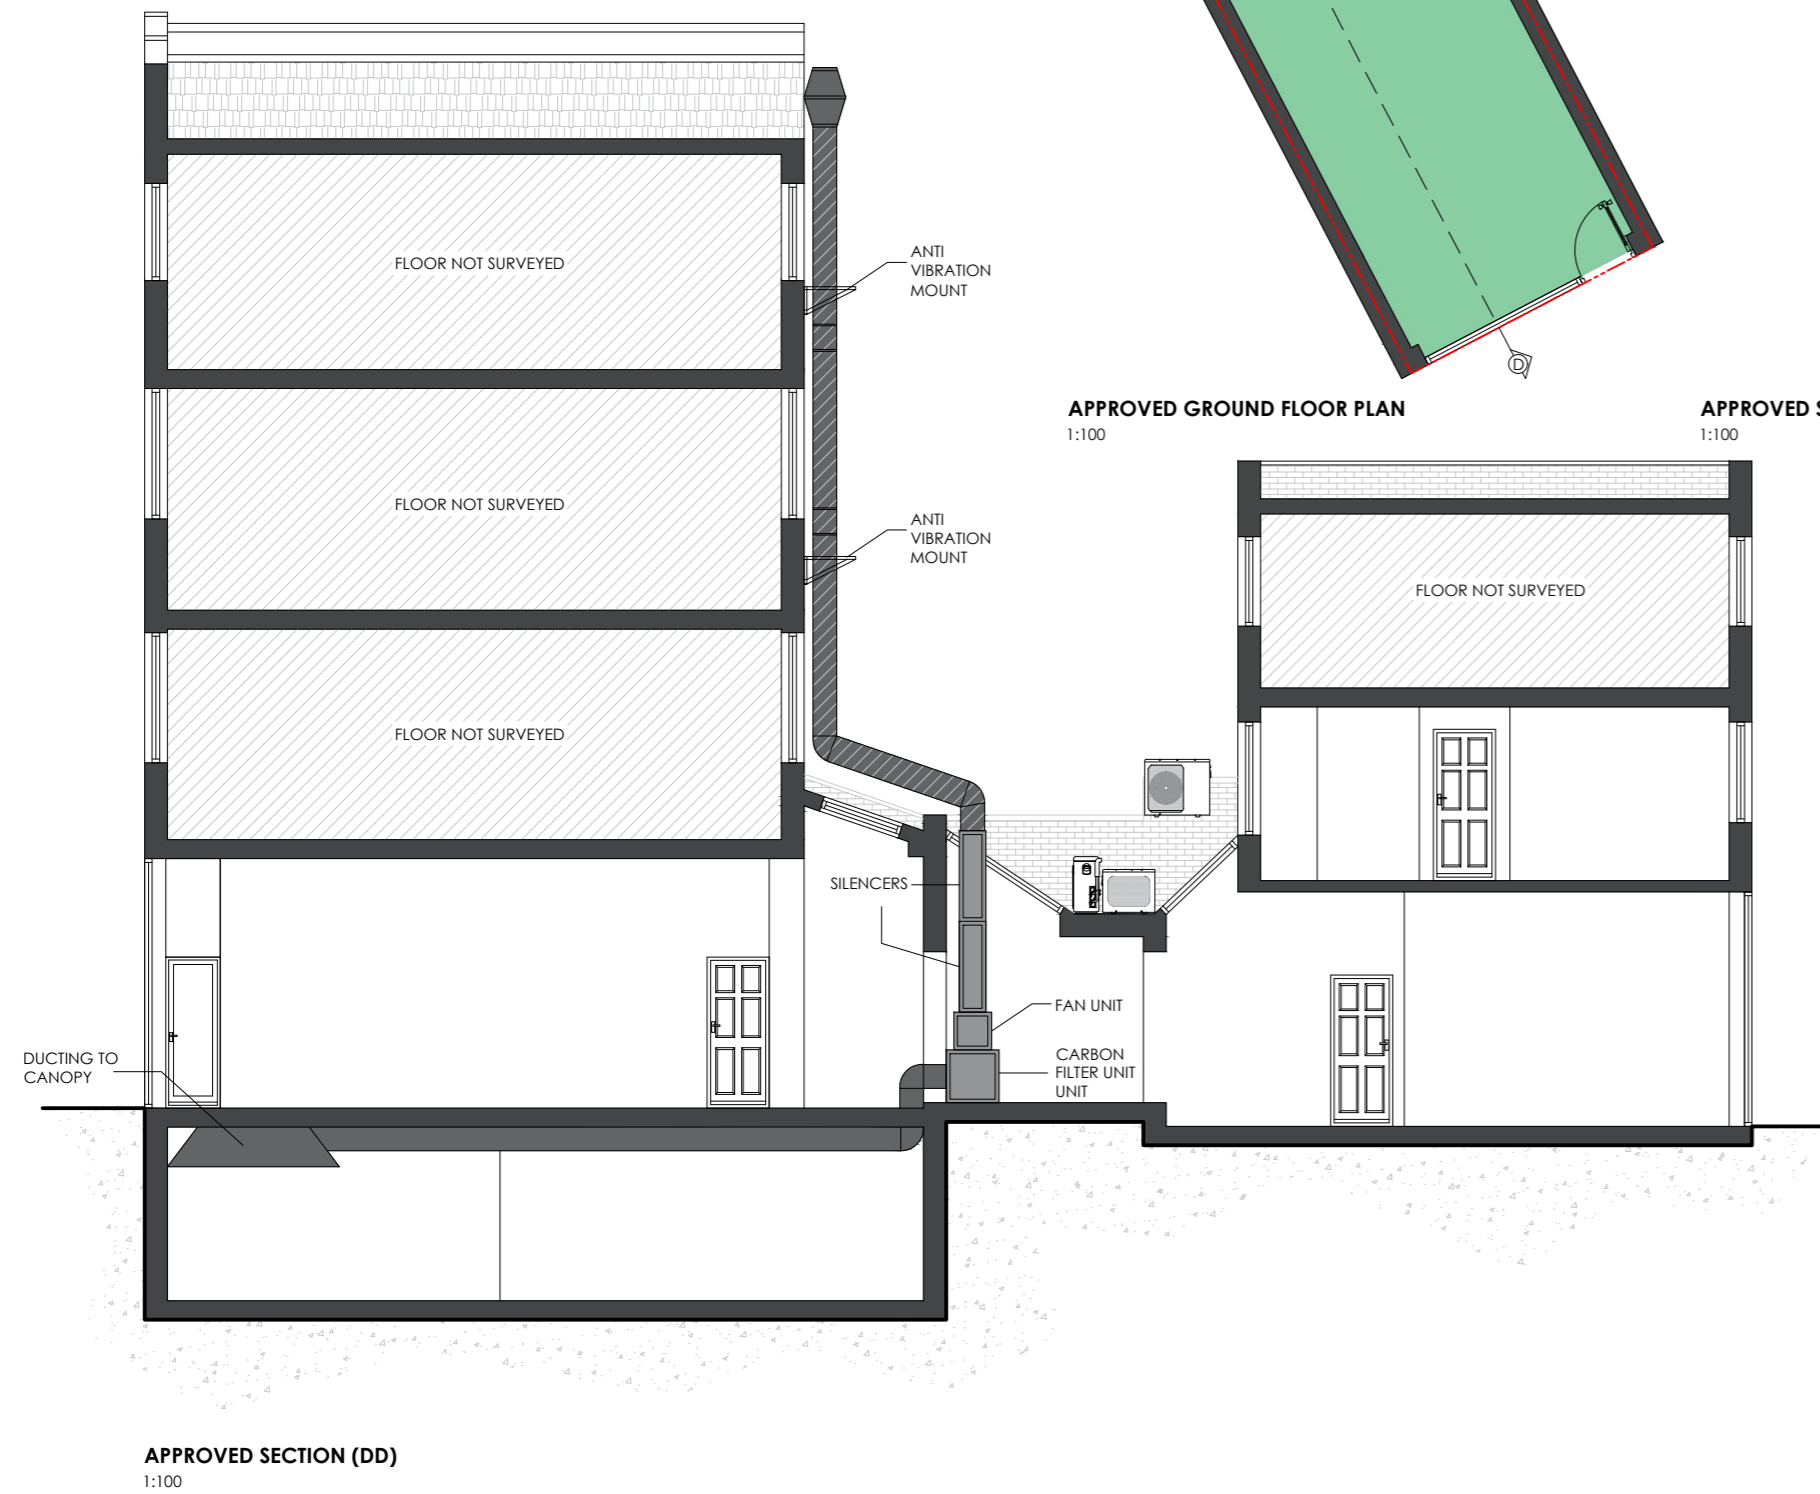 FLOOR NOT SURVEYED
ANTI
VIBRATION
MOUNT
D
APPROVED GROUND FLOOR PLAN
1:100
APPROVED S
1:100
FLOOR NOT SURVEYED
ANTI
VIBRATION
MOUNT
FLOOR NOT SURVEYED
FLOOR NOT SURVEYED
SILENCERS
FAN UNIT
CARBON
FILTER UNIT
UNIT
DUCTING TO
CANOPY
APPROVED SECTION (DD)
1:100